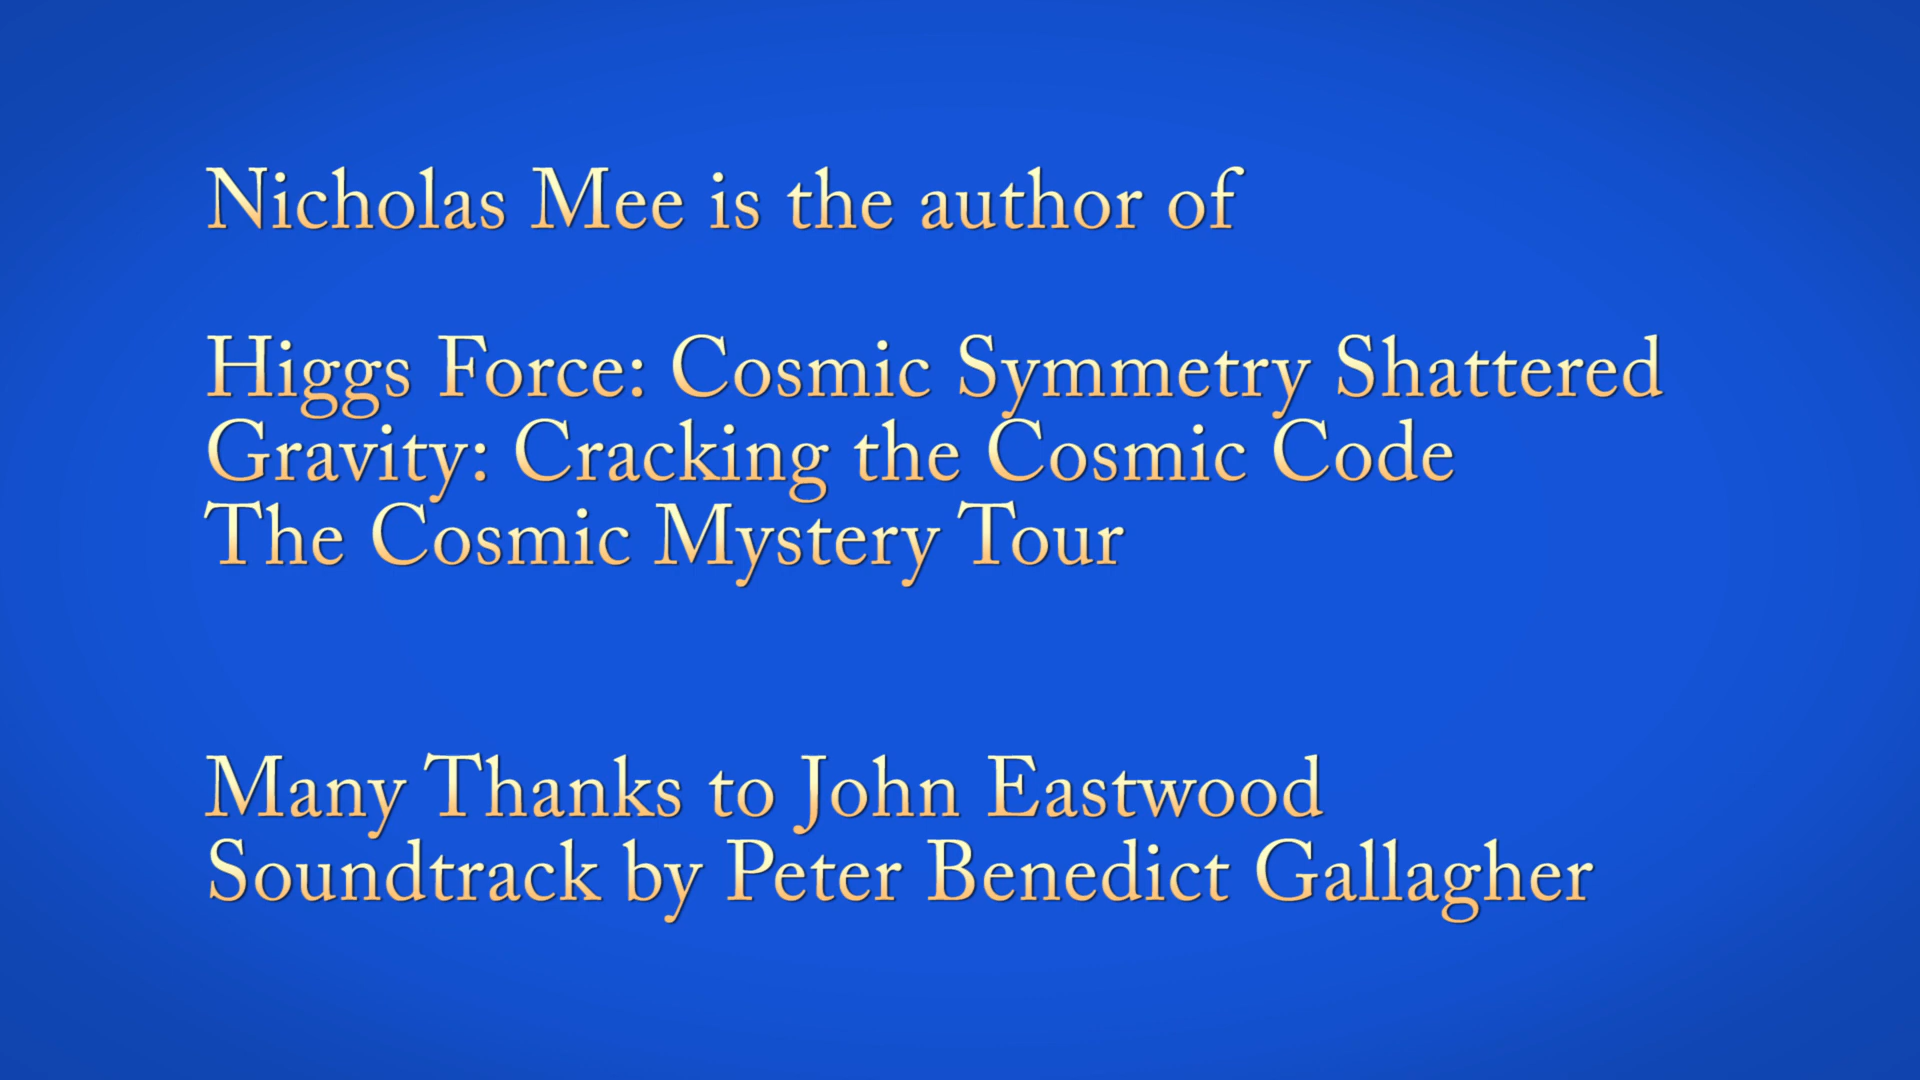 Nicholas Mee is the author of
Higgs Force: Cosmic Symmetry Shattered
Gravity: Cracking the Cosmic Code
The Cosmic Mystery Tour
Many Thanks to John Eastwood
Soundtrack by Peter Benedict Gallagher